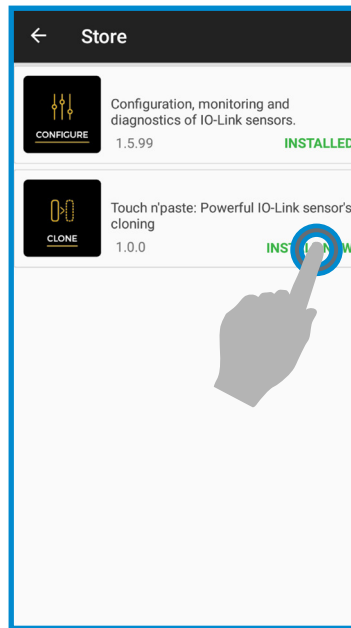 Store
CONFIGURE
Configuration, monitoring and
diagnostics of IO-Link sensors.
1.5.99
INSTALLED
CLONE
Touch n'paste: Powerful IO-Link sensor's
cloning
1.0.0